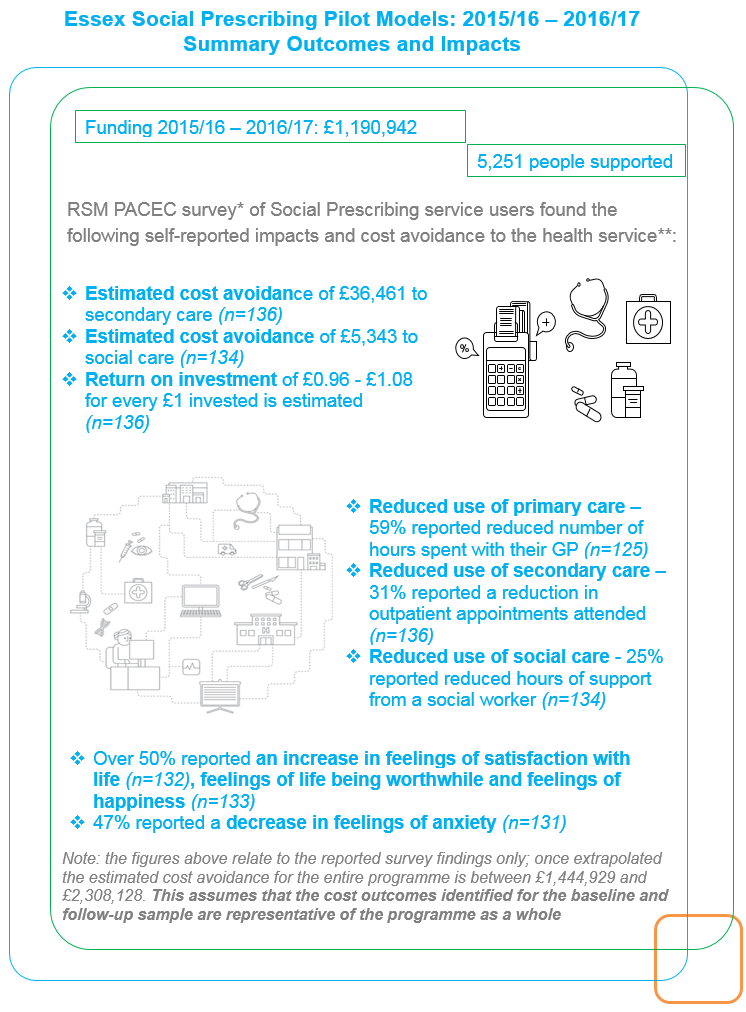 Essex Social Prescribing Pilot Models: 2015/16 – 2016/17
Summary Outcomes and Impacts
Funding 2015/16 – 2016/17: £1,190,942
5,251 people supported
RSM PACEC survey* of Social Prescribing service users found the
following self-reported impacts and cost avoidance to the health service**:
❖ Estimated cost avoidance of £36,461 to
secondary care (n=136)
❖ Estimated cost avoidance of £5,343 to
social care (n=134)
❖ Return on investment of £0.96 - £1.08
for every £1 invested is estimated
(n=136)
%
+
❖ Reduced use of primary care –
59% reported reduced number of
hours spent with their GP (n=125)
❖ Reduced use of secondary care –
31% reported a reduction in
outpatient appointments attended
(n=136)
❖ Reduced use of social care - 25%
reported reduced hours of support
from a social worker (n=134)
❖ Over 50% reported an increase in feelings of satisfaction with
life (n=132), feelings of life being worthwhile and feelings of
happiness (n=133)
❖ 47% reported a decrease in feelings of anxiety (n=131)
Note: the figures above relate to the reported survey findings only; once extrapolated
the estimated cost avoidance for the entire programme is between £1,444,929 and
£2,308,128. This assumes that the cost outcomes identified for the baseline and
follow-up sample are representative of the programme as a whole